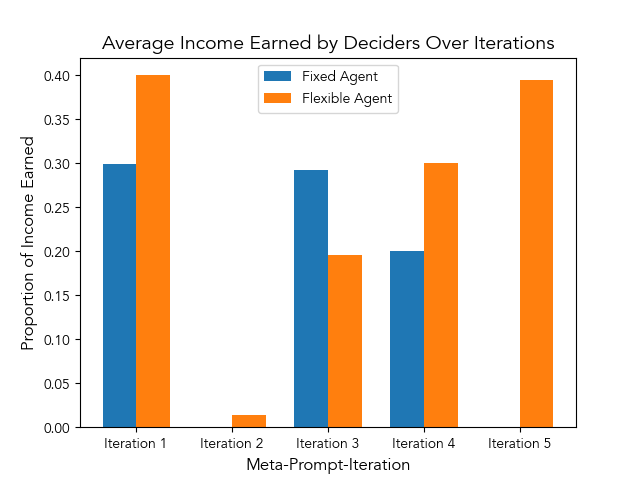 Average Income Earned by Deciders Over Iterations
Fixed Agent
Flexible Agent
Proportion of Income Earned
0.40
0.35
0.30
0.25
0.20
0.15
0.10
0.05
0.00
Iteration 1
Iteration 2
Iteration 3
Iteration 4
Iteration 5
Meta-Prompt-Iteration